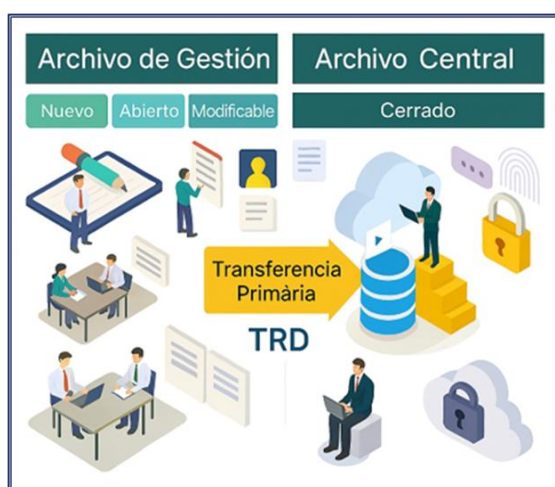 Archivo de Gestión
Archivo Central
Nuevo
Abierto
Modificable
Cerrado
Transferencia
Primària
TRD